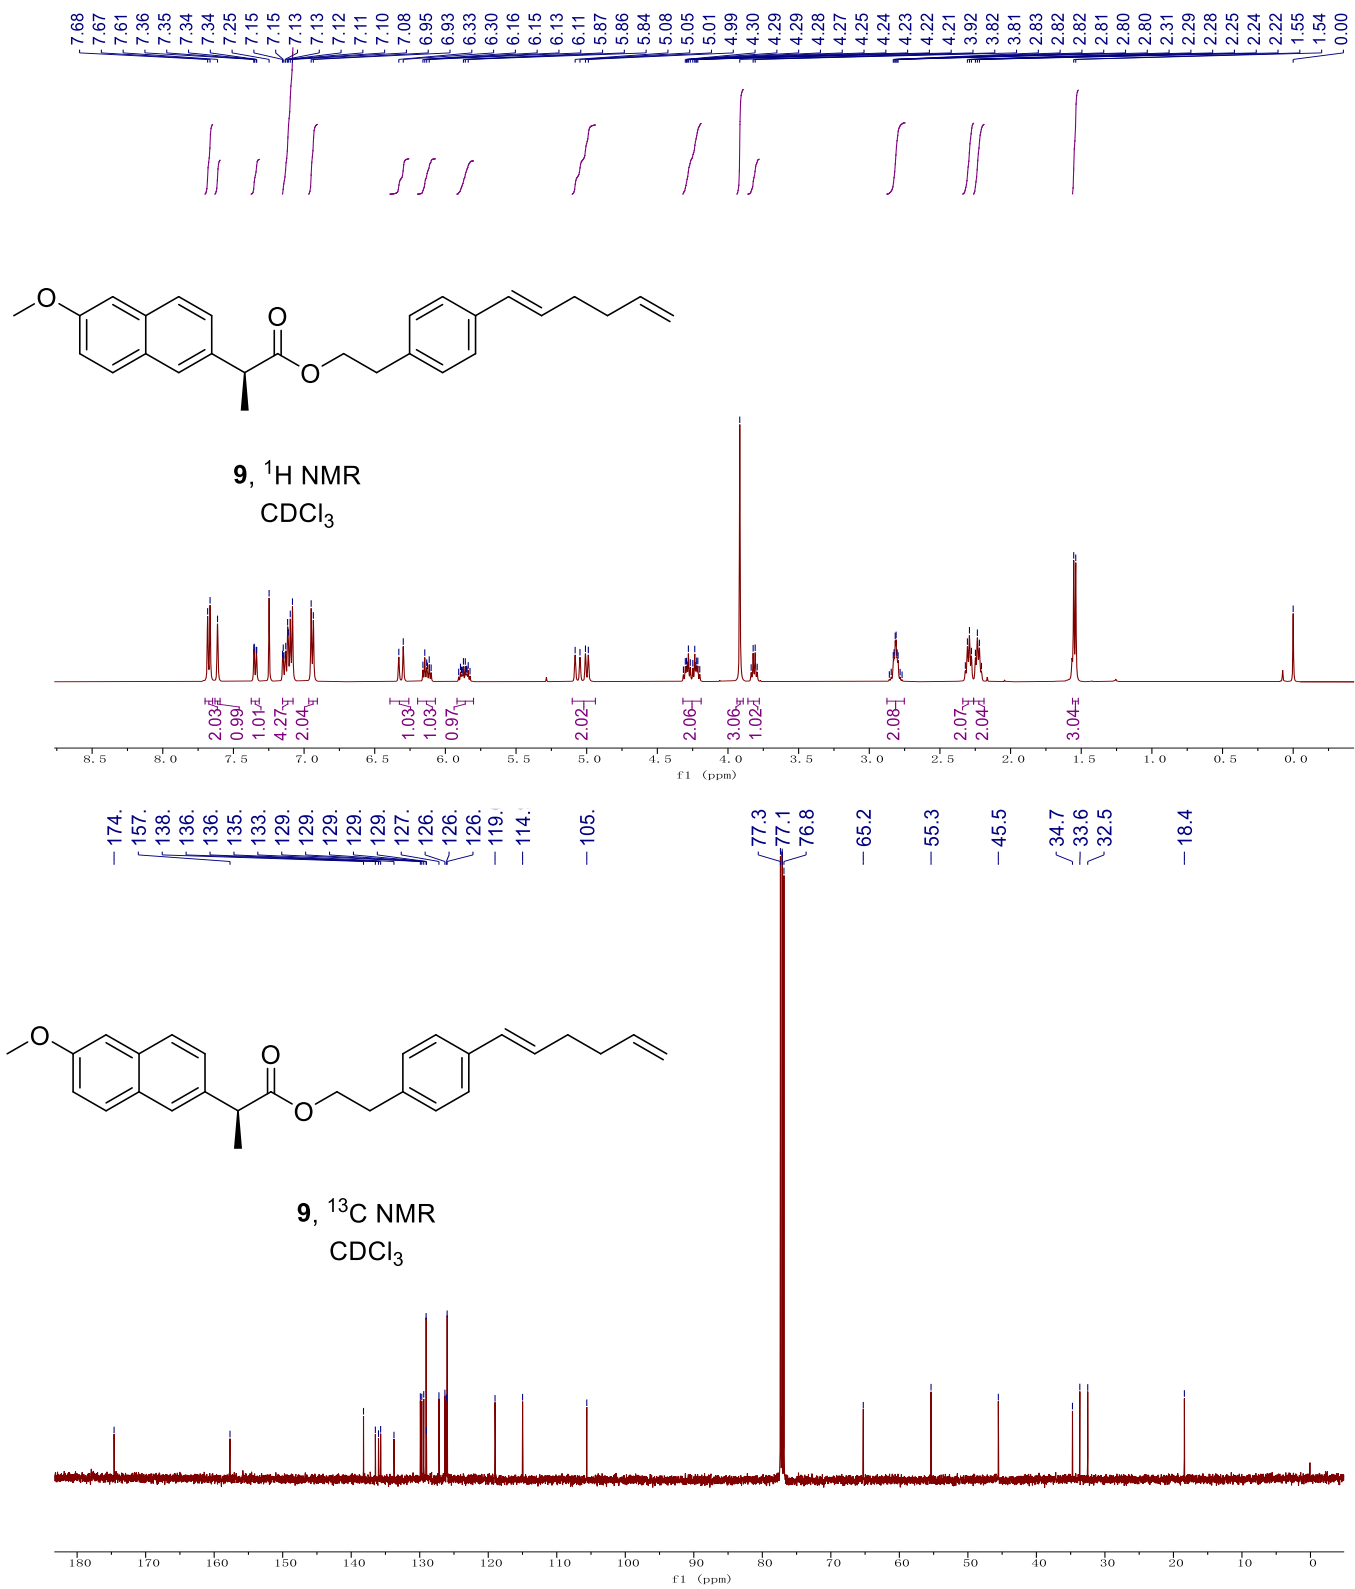 7.68 7.67 7.61 7.36 7.35 7.34 7.34 7.25 7.15 7.15 7.13 7.13 7.12 7.11 7.10 7.08 6.95 6.93 6.33 6.30 6.16 6.15 6.13 6.11 5.87 5.86 5.84 5.08 5.05 5.01 4.99 4.30 4.29 4.29 4.28 4.27 4.25 4.24 4.23 4.22 4.21 3.92 3.82 3.81 2.83 2.82 2.82 2.81 2.80 2.80 2.31 2.29 2.28 2.25 2.24 2.22 1.55 1.54 0.00
O
O
O
9, ¹H NMR
CDCl₃
2.03 0.99 1.01 4.27 2.04 1.03 1.03 0.97 2.02 2.06 3.06 1.02 2.08 2.07 2.04 3.04
8.5 8.0 7.5 7.0 6.5 6.0 5.5 5.0 4.5 4.0 3.5 3.0 2.5 2.0 1.5 1.0 0.5 0.0
f1 (ppm)
174. 157. 138. 136. 136. 135. 133. 129. 129. 129. 129. 129. 127. 126. 126. 126. 119. 114. 105. 77.3 77.1 76.8 65.2 55.3 45.5 34.7 33.6 32.5 18.4
O
O
O
9, ¹³C NMR
CDCl₃
180 170 160 150 140 130 120 110 100 90 80 70 60 50 40 30 20 10 0
f1 (ppm)